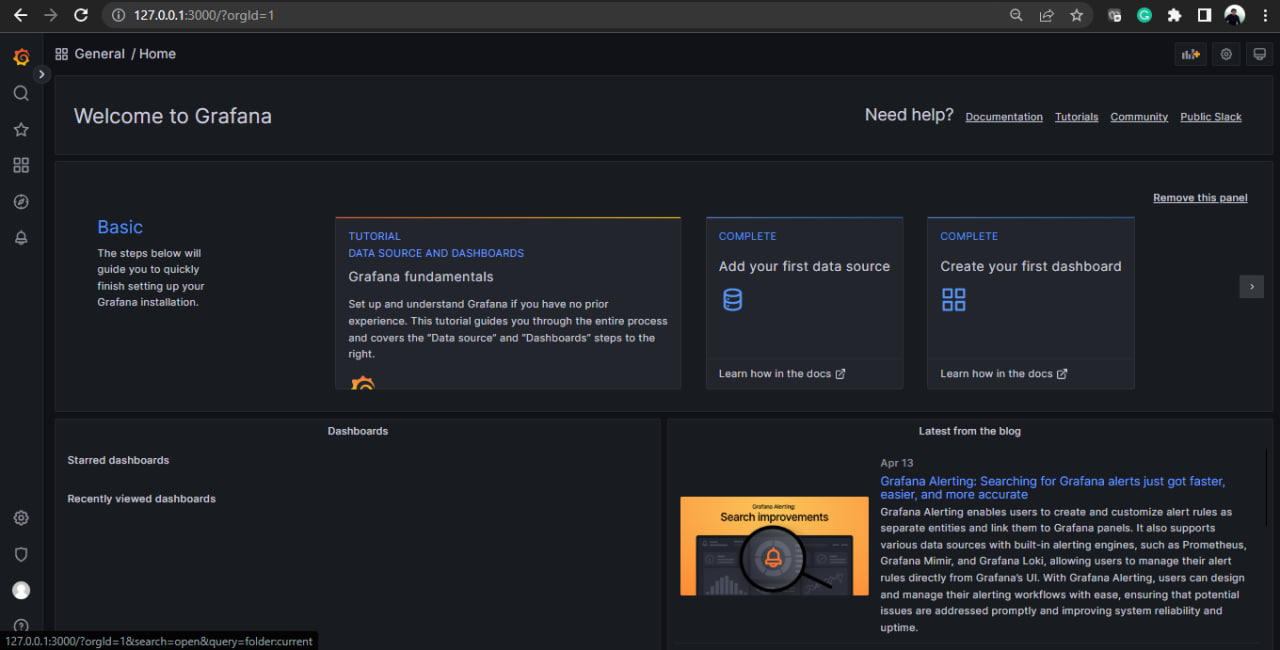 127.0.0.1:3000/?orgId=1
General / Home
Welcome to Grafana
Need help? Documentation Tutorials Community Public Slack
Remove this panel
Basic
The steps below will
guide you to quickly
finish setting up your
Grafana installation.
TUTORIAL
DATA SOURCE AND DASHBOARDS
Grafana fundamentals
Set up and understand Grafana if you have no prior
experience. This tutorial guides you through the entire process
and covers the “Data source” and “Dashboards” steps to the
right.
COMPLETE
Add your first data source
Learn how in the docs
COMPLETE
Create your first dashboard
Learn how in the docs
Dashboards
Starred dashboards
Recently viewed dashboards
Latest from the blog
Grafana Alerting:
Search improvements
Apr 13
Grafana Alerting: Searching for Grafana alerts just got faster,
easier, and more accurate
Grafana Alerting enables users to create and customize alert rules as
separate entities and link them to Grafana panels. It also supports
various data sources with built-in alerting engines, such as Prometheus,
Grafana Mimir, and Grafana Loki, allowing users to manage their alert
rules directly from Grafana’s UI. With Grafana Alerting, users can design
and manage their alerting workflows with ease, ensuring that potential
issues are addressed promptly and improving system reliability and
uptime.
127.0.0.1:3000/?orgId=1&search=open&query=folder:current